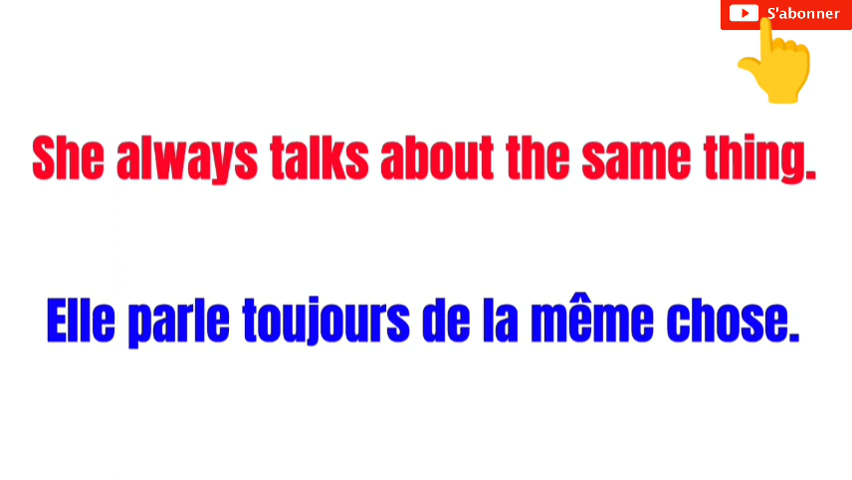 S'abonner
She always talks about the same thing.
Elle parle toujours de la même chose.